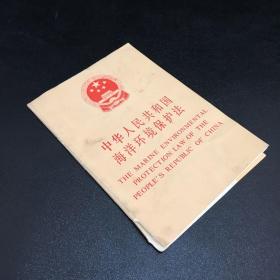 中华人民共和国
海洋环境保护法
THE MARINE ENVIRONMENTAL
PROTECTION LAW OF THE
PEOPLE'S REPUBLIC OF CHINA